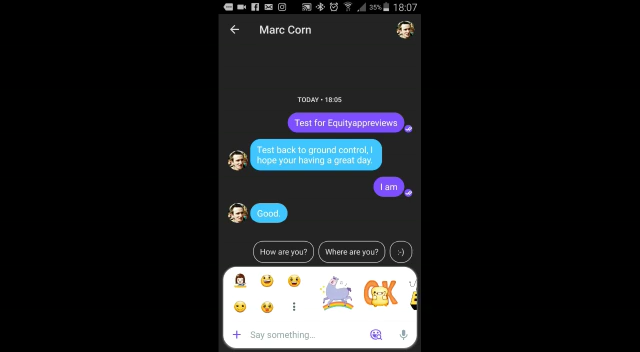 35% 18:07
Marc Corn
TODAY • 18:05
Test for Equityappreviews
Test back to ground control, I
hope your having a great day.
I am
Good.
How are you? Where are you? :-)
OK
Say something...